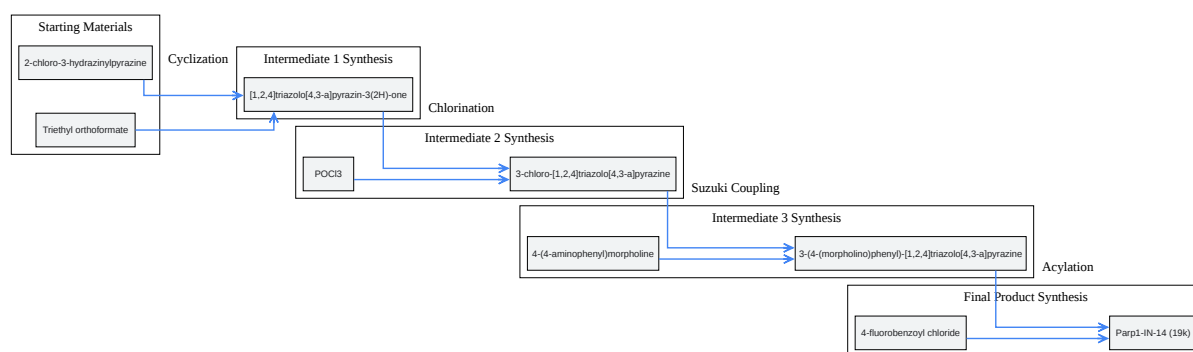 Starting Materials
2-chloro-3-hydrazinylpyrazine
Triethyl orthoformate
Cyclization
Intermediate 1 Synthesis
[1,2,4]triazolo[4,3-a]pyrazin-3(2H)-one
Chlorination
Intermediate 2 Synthesis
POCl3
3-chloro-[1,2,4]triazolo[4,3-a]pyrazine
Suzuki Coupling
Intermediate 3 Synthesis
4-(4-aminophenyl)morpholine
3-(4-(morpholino)phenyl)-[1,2,4]triazolo[4,3-a]pyrazine
Acylation
Final Product Synthesis
4-fluorobenzoyl chloride
Parp1-IN-14 (19k)